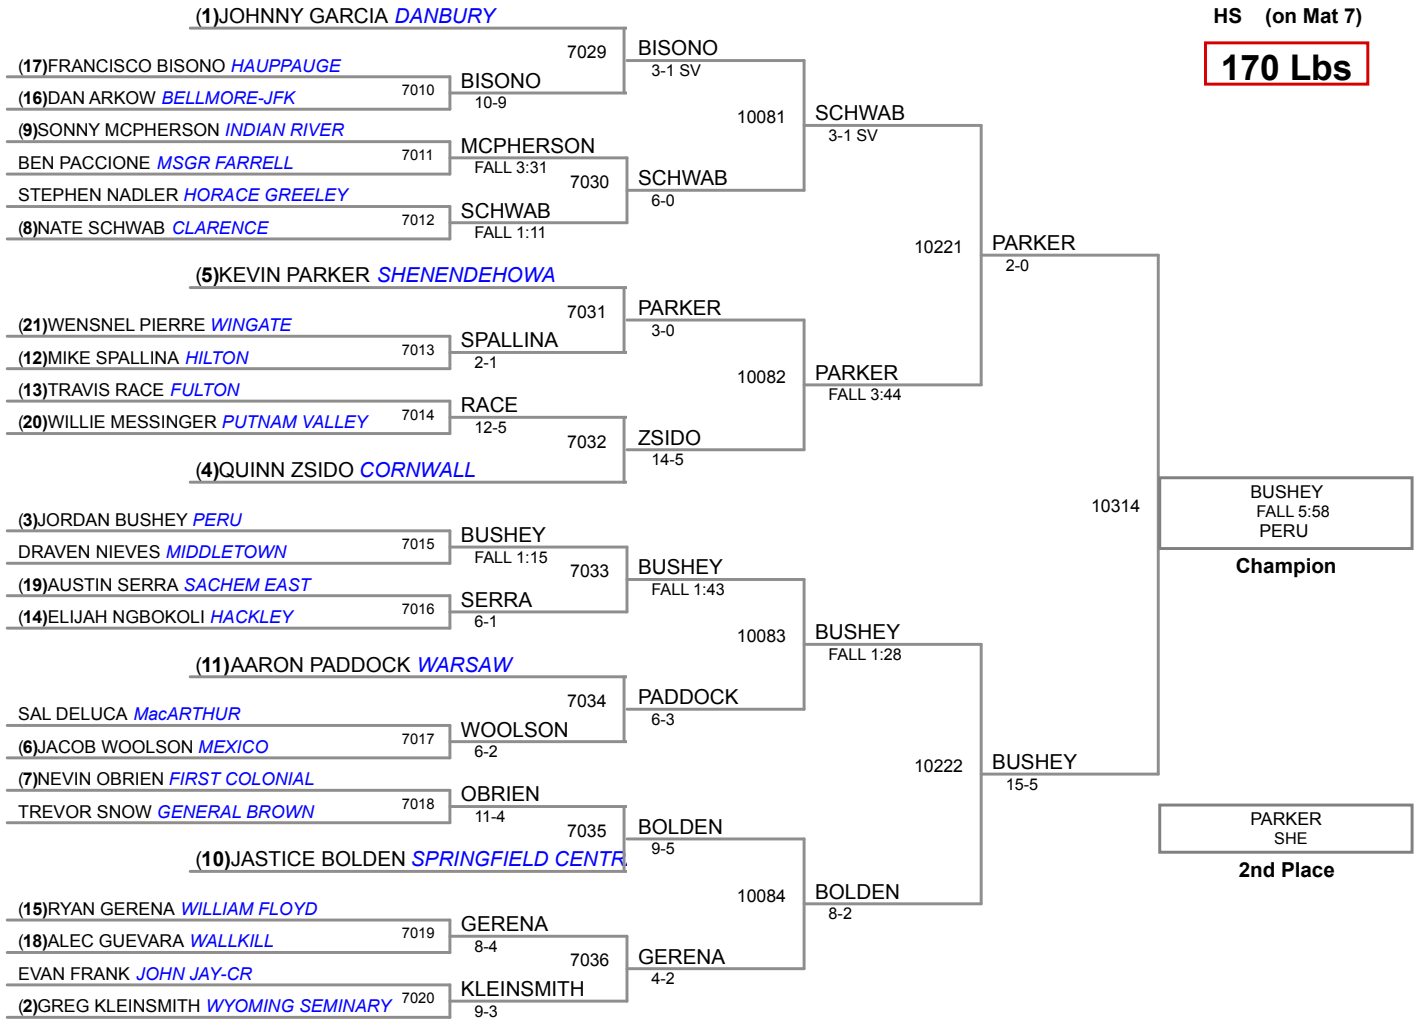 (1)JOHNNY GARCIA DANBURY
HS (on Mat 7)
170 Lbs
7029
BISONO
3-1 SV
(17)FRANCISCO BISONO HAUPPAUGE
7010
BISONO
10-9
(16)DAN ARKOW BELLMORE-JFK
10081
SCHWAB
3-1 SV
(9)SONNY MCPHERSON INDIAN RIVER
7011
MCPHERSON
FALL 3:31
BEN PACCIONE MSGR FARRELL
7030
SCHWAB
6-0
STEPHEN NADLER HORACE GREELEY
7012
SCHWAB
FALL 1:11
(8)NATE SCHWAB CLARENCE
10221
PARKER
2-0
(5)KEVIN PARKER SHENENDEHOWA
7031
PARKER
3-0
(21)WENSNEL PIERRE WINGATE
7013
SPALLINA
2-1
(12)MIKE SPALLINA HILTON
10082
PARKER
FALL 3:44
(13)TRAVIS RACE FULTON
7014
RACE
12-5
(20)WILLIE MESSINGER PUTNAM VALLEY
7032
ZSIDO
14-5
(4)QUINN ZSIDO CORNWALL
10314
BUSHEY
FALL 5:58
PERU
Champion
(3)JORDAN BUSHEY PERU
7015
BUSHEY
FALL 1:15
DRAVEN NIEVES MIDDLETOWN
7033
BUSHEY
FALL 1:43
(19)AUSTIN SERRA SACHEM EAST
7016
SERRA
6-1
(14)ELIJAH NGBOKOLI HACKLEY
10083
BUSHEY
FALL 1:28
(11)AARON PADDOCK WARSAW
7034
PADDOCK
6-3
SAL DELUCA MacARTHUR
7017
WOOLSON
6-2
(6)JACOB WOOLSON MEXICO
10222
BUSHEY
15-5
(7)NEVIN OBRIEN FIRST COLONIAL
7018
OBRIEN
11-4
TREVOR SNOW GENERAL BROWN
7035
BOLDEN
9-5
(10)JASTICE BOLDEN SPRINGFIELD CENTR
PARKER
SHE
2nd Place
10084
BOLDEN
8-2
(15)RYAN GERENA WILLIAM FLOYD
7019
GERENA
8-4
(18)ALEC GUEVARA WALLKILL
7036
GERENA
4-2
EVAN FRANK JOHN JAY-CR
7020
KLEINSMITH
9-3
(2)GREG KLEINSMITH WYOMING SEMINARY